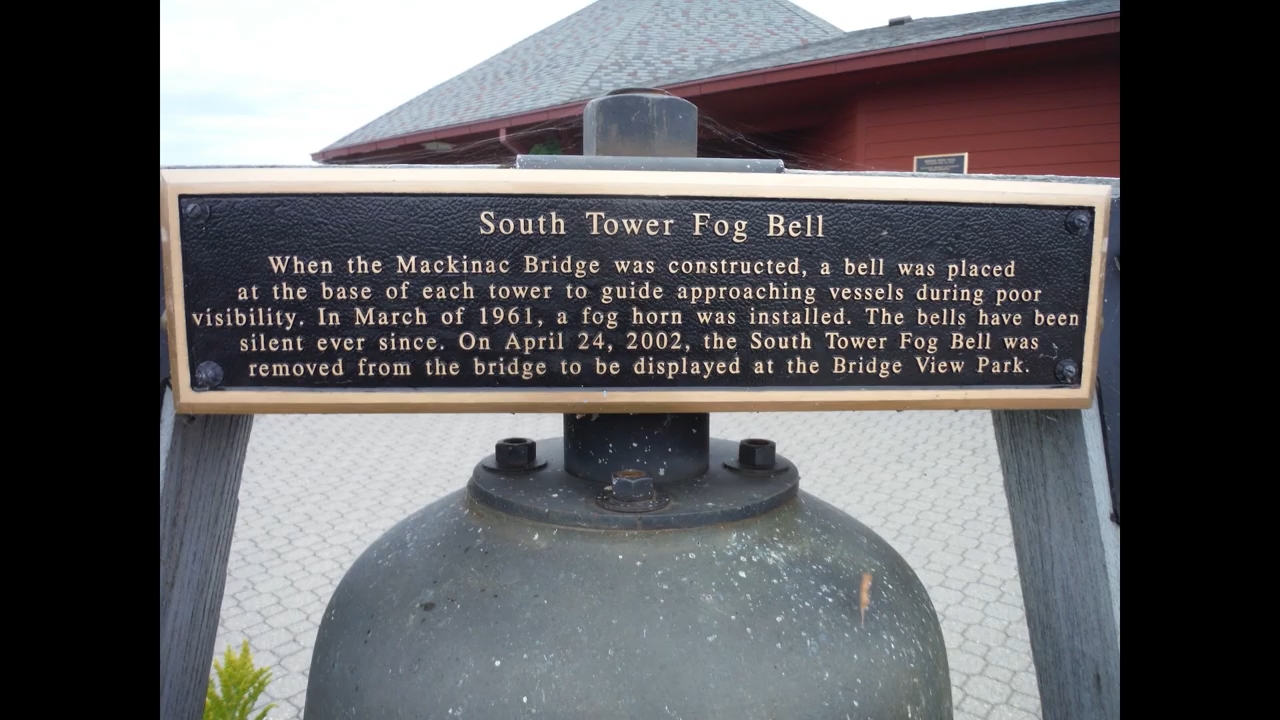 South Tower Fog Bell
When the Mackinac Bridge was constructed, a bell was placed
at the base of each tower to guide approaching vessels during poor
visibility. In March of 1961, a fog horn was installed. The bells have been
silent ever since. On April 24, 2002, the South Tower Fog Bell was
removed from the bridge to be displayed at the Bridge View Park.